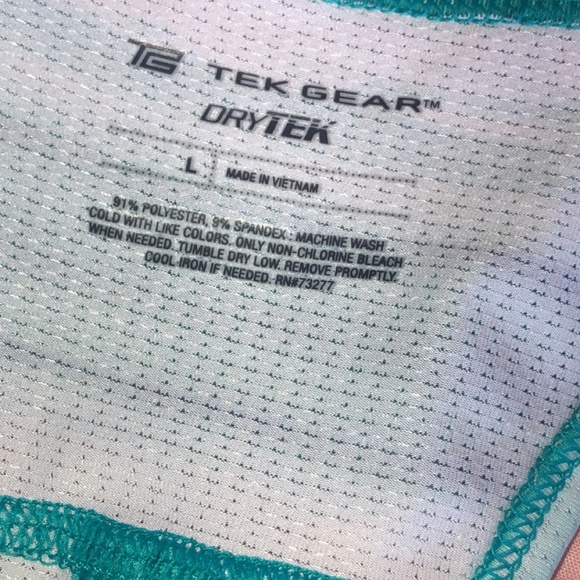 TG TEK GEAR™
DRYTEK
L MADE IN VIETNAM
91% POLYESTER, 9% SPANDEX : MACHINE WASH
COLD WITH LIKE COLORS. ONLY NON-CHLORINE BLEACH
WHEN NEEDED. TUMBLE DRY LOW. REMOVE PROMPTLY.
COOL IRON IF NEEDED. RN#73277